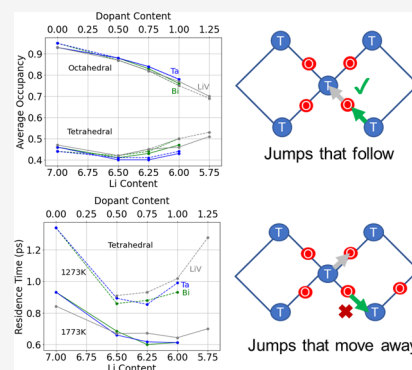 Dopant Content
0.00 0.25 0.50 0.75 1.00 1.25
Average Occupancy
0.9
0.8
0.7
0.6
0.5
0.4
Octahedral
Tetrahedral
Ta
LiV
Bi
7.00 6.75 6.50 6.25 6.00 5.75
Li Content
T T
O O
T
O O
T T
✓
Jumps that follow
Dopant Content
0.00 0.25 0.50 0.75 1.00 1.25
Residence Time (ps)
1.2
1.0
0.8
0.6
Tetrahedral
1273K
1773K
LiV
Ta
Bi
7.00 6.75 6.50 6.25 6.00 5.75
Li Content
T T
O O
T
O O
T T
✖
Jumps that move away